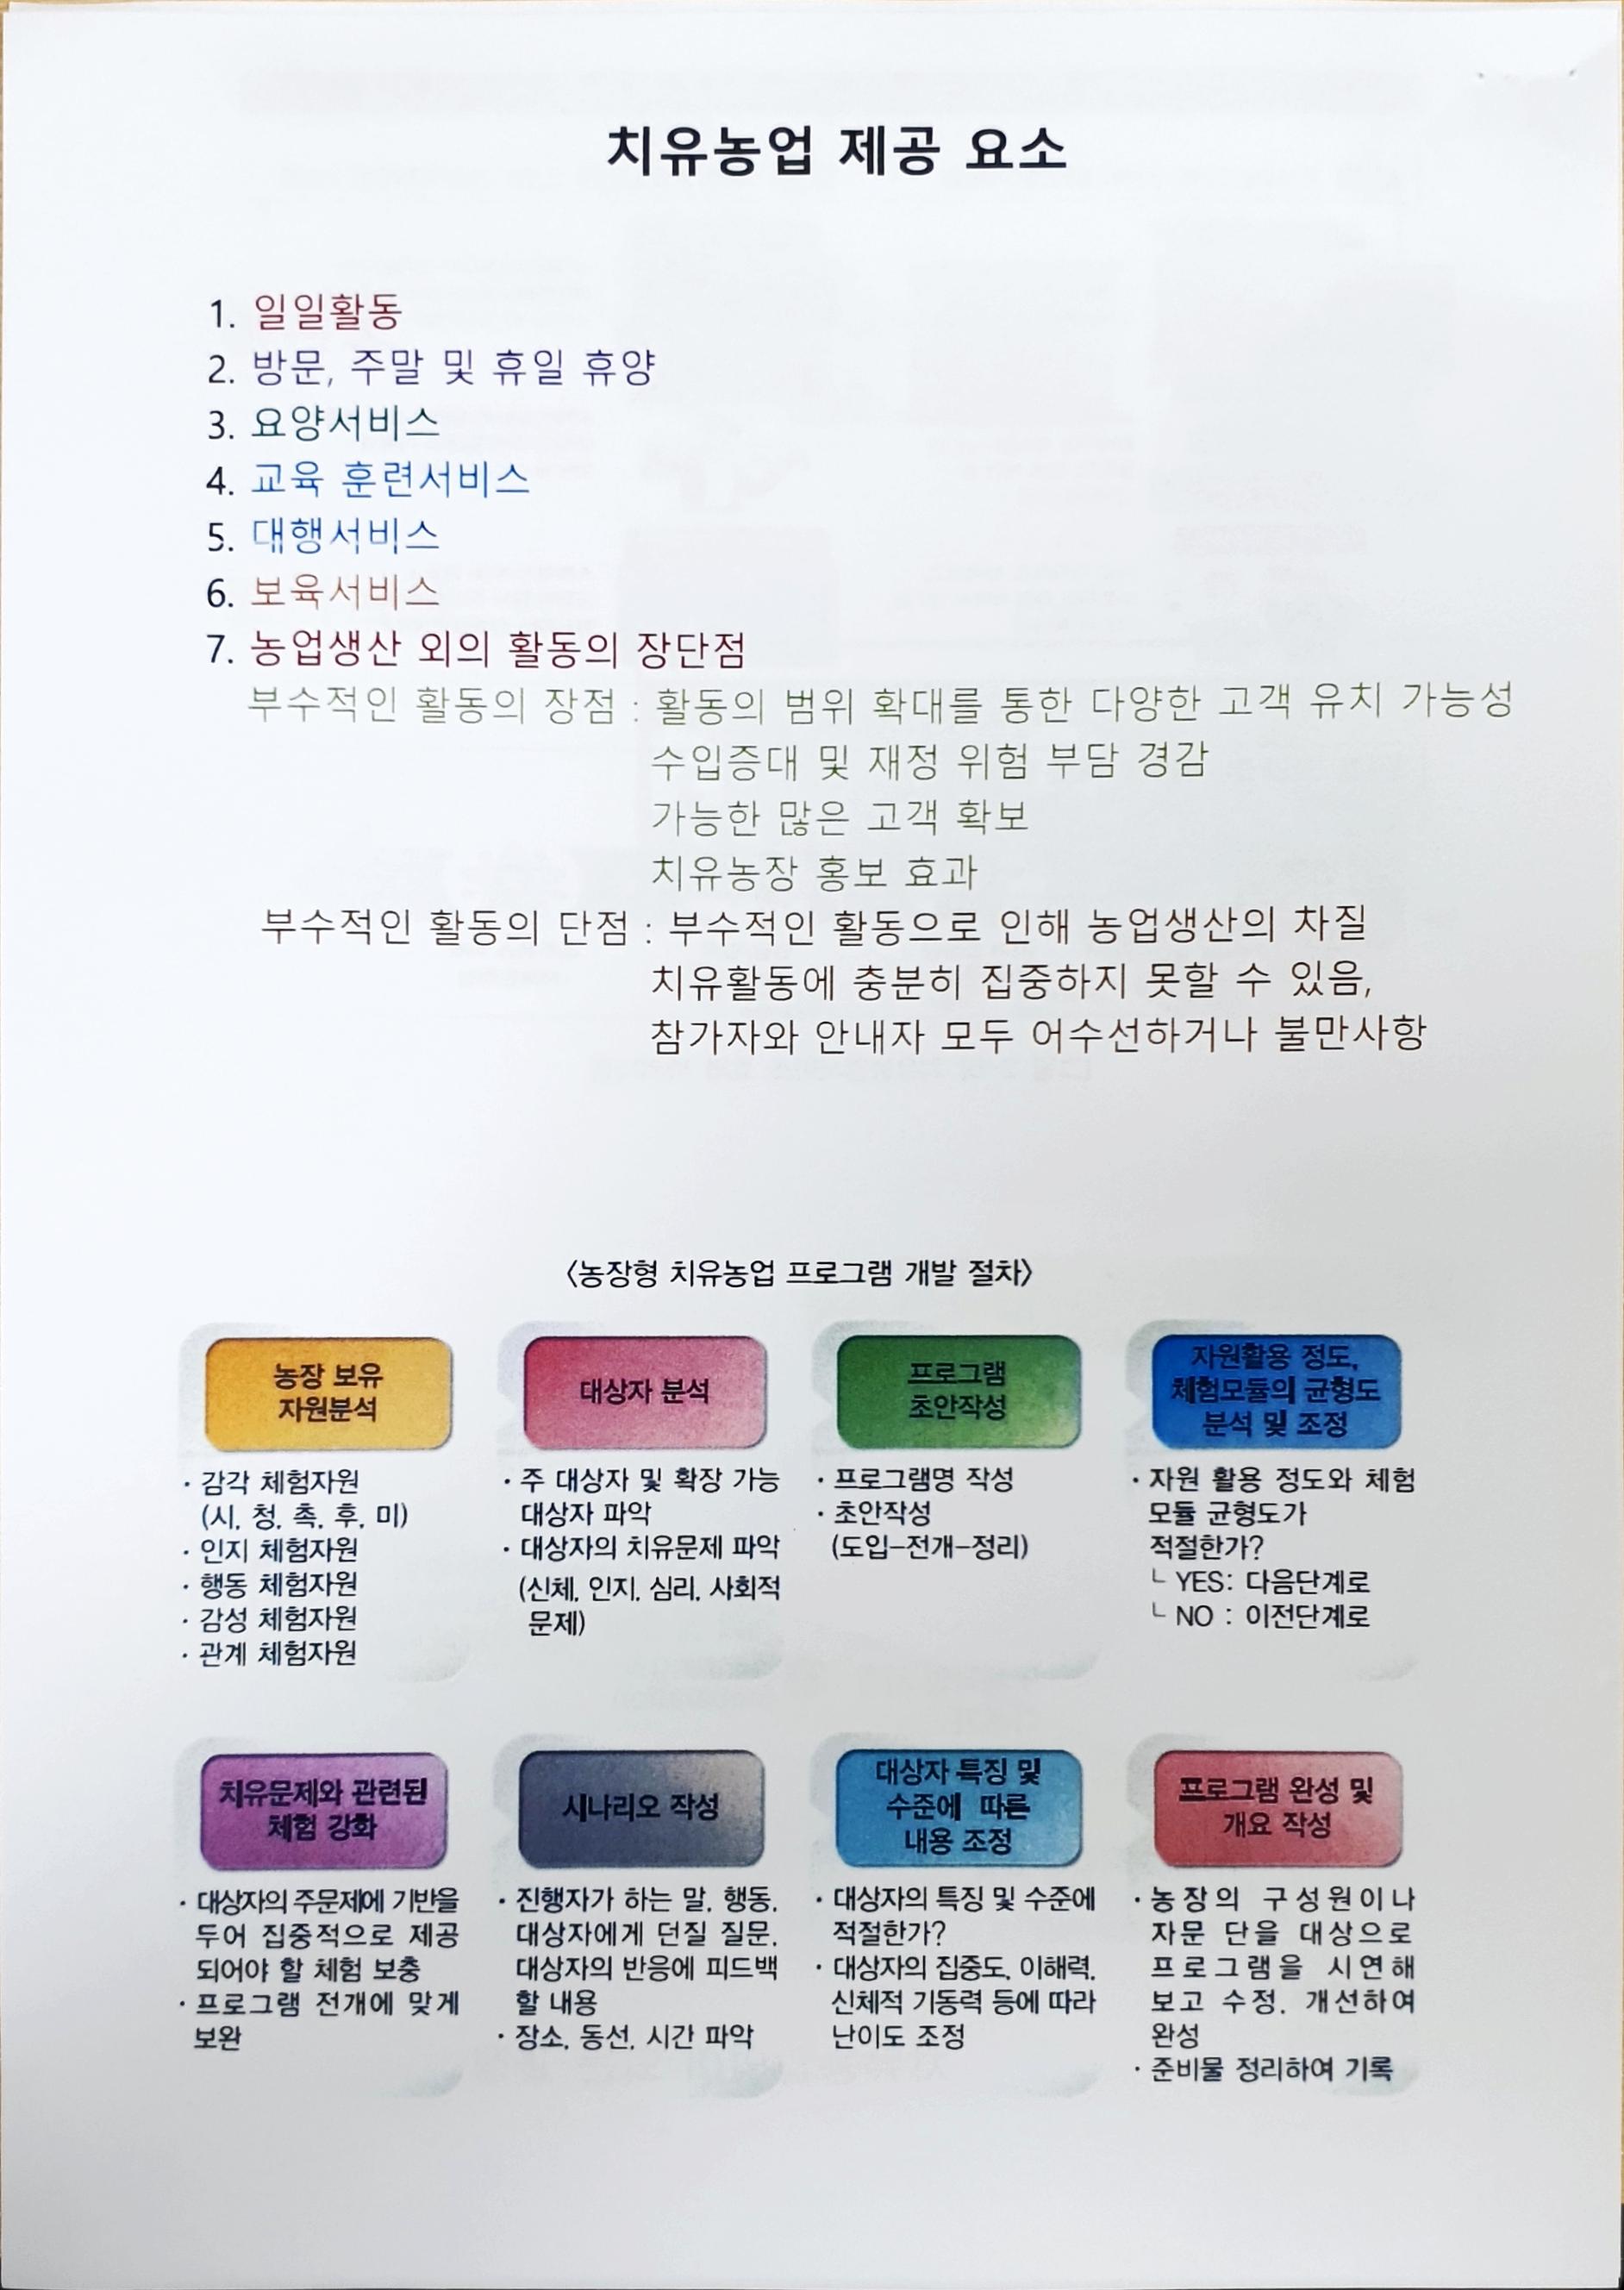 치유농업 제공 요소
1. 일일활동
2. 방문, 주말 및 휴일 휴양
3. 요양서비스
4. 교육 훈련서비스
5. 대행서비스
6. 보육서비스
7. 농업생산 외의 활동의 장단점
부수적인 활동의 장점 : 활동의 범위 확대를 통한 다양한 고객 유치 가능성
수입증대 및 재정 위험 부담 경감
가능한 많은 고객 확보
치유농장 홍보 효과
부수적인 활동의 단점 : 부수적인 활동으로 인해 농업생산의 차질
치유활동에 충분히 집중하지 못할 수 있음,
참가자와 안내자 모두 어수선하거나 불만사항
〈농장형 치유농업 프로그램 개발 절차〉
농장 보유
자원분석
· 감각 체험자원
(시, 청, 촉, 후, 미)
· 인지 체험자원
· 행동 체험자원
· 감성 체험자원
· 관계 체험자원
대상자 분석
· 주 대상자 및 확장 가능
대상자 파악
· 대상자의 치유문제 파악
(신체, 인지, 심리, 사회적
문제)
프로그램
초안작성
· 프로그램명 작성
· 초안작성
(도입–전개–정리)
자원활용 정도,
체험모듈의 균형도
분석 및 조정
· 자원 활용 정도와 체험
모듈 균형도가
적절한가?
└ YES: 다음단계로
└ NO : 이전단계로
치유문제와 관련된
체험 강화
· 대상자의 주문제에 기반을
두어 집중적으로 제공
되어야 할 체험 보충
· 프로그램 전개에 맞게
보완
시나리오 작성
· 진행자가 하는 말, 행동,
대상자에게 던질 질문,
대상자의 반응에 피드백
할 내용
· 장소, 동선, 시간 파악
대상자 특징 및
수준에 따른
내용 조정
· 대상자의 특징 및 수준에
적절한가?
· 대상자의 집중도, 이해력,
신체적 기동력 등에 따라
난이도 조정
프로그램 완성 및
개요 작성
· 농장의 구성원이나
자문 단을 대상으로
프로그램을 시연해
보고 수정, 개선하여
완성
· 준비물 정리하여 기록